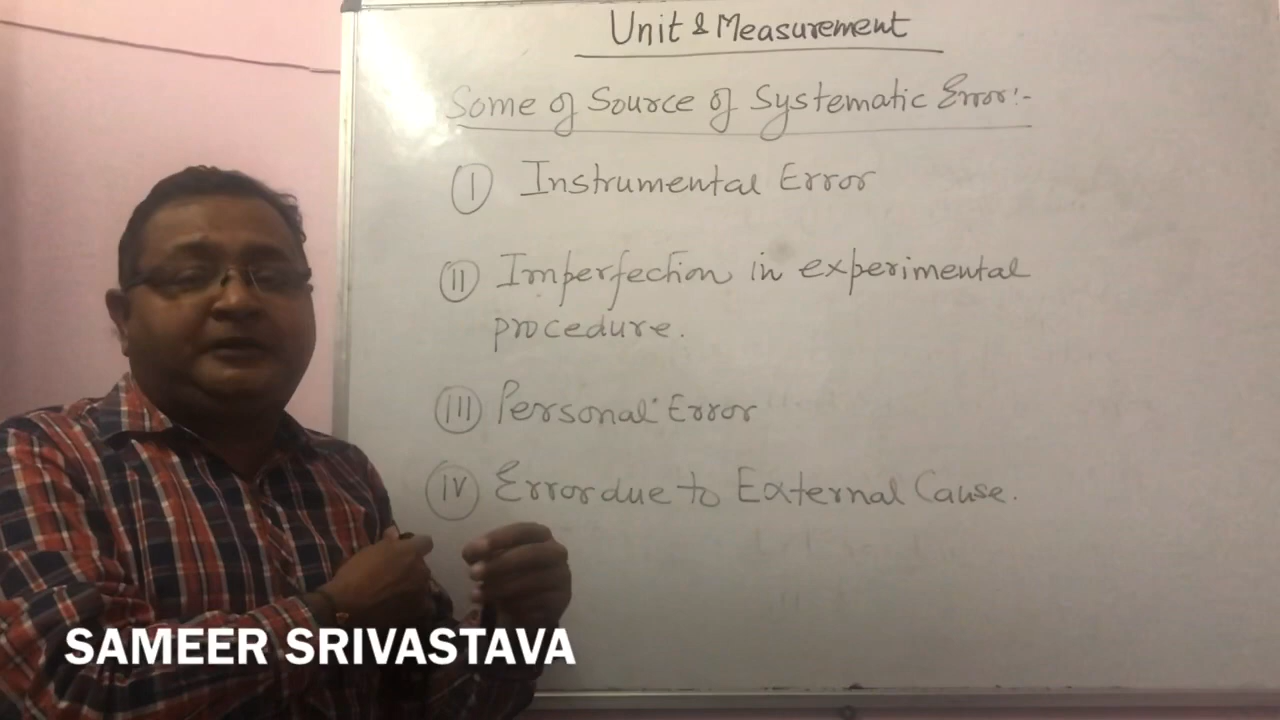 Unit & Measurement
Some of Source of Systematic Error:-
I Instrumental Error
II Imperfection in experimental
procedure.
III Personal Error
IV Error due to External Cause.
SAMEER SRIVASTAVA